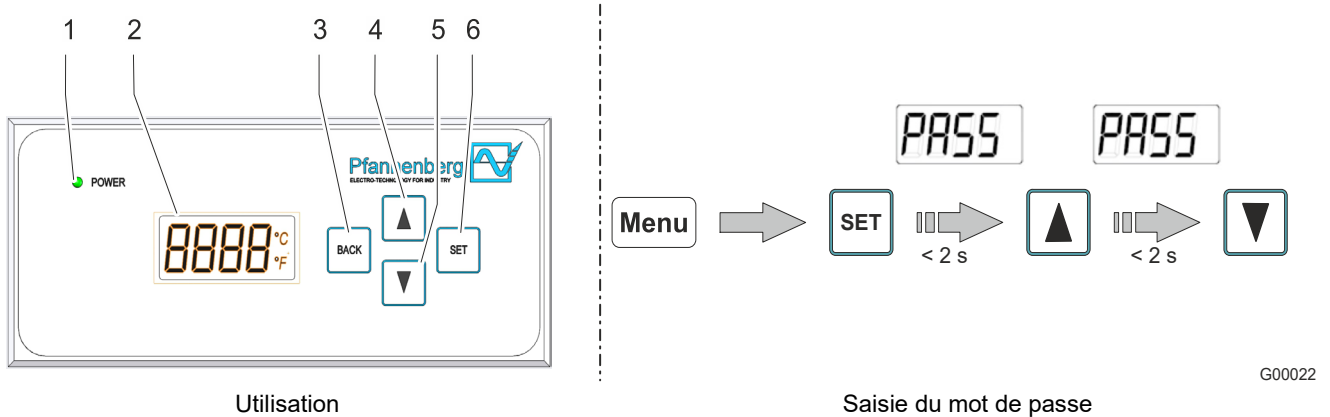 1 2 3 4 5 6
POWER
Pfannenberg
ELECTRO-TECHNOLOGY FOR INDUSTRY
8888 °C
°F
BACK
▲
▼
SET
Utilisation
PASS PASS
Menu SET ▲ ▼
< 2 s < 2 s
G00022
Saisie du mot de passe